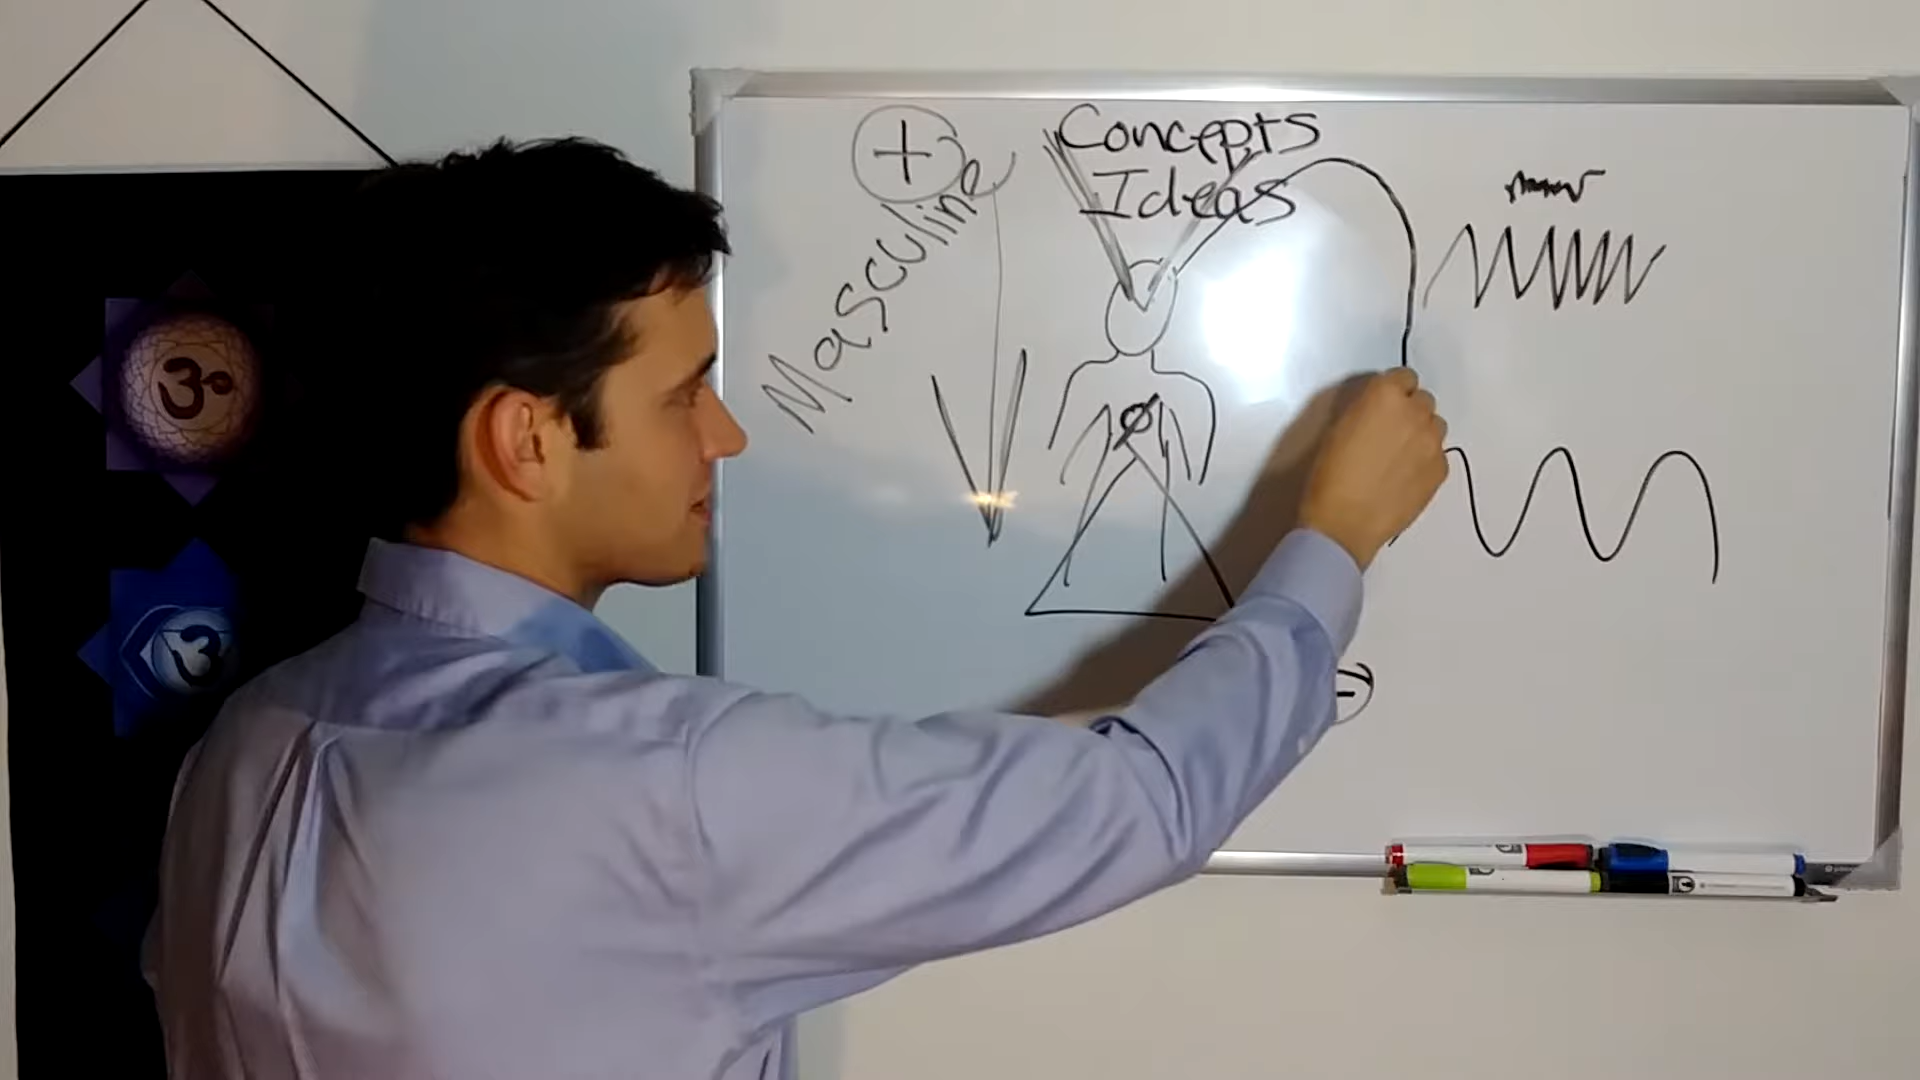 +
Masculine
Concepts
Ideas
ॐ
ॐ
-